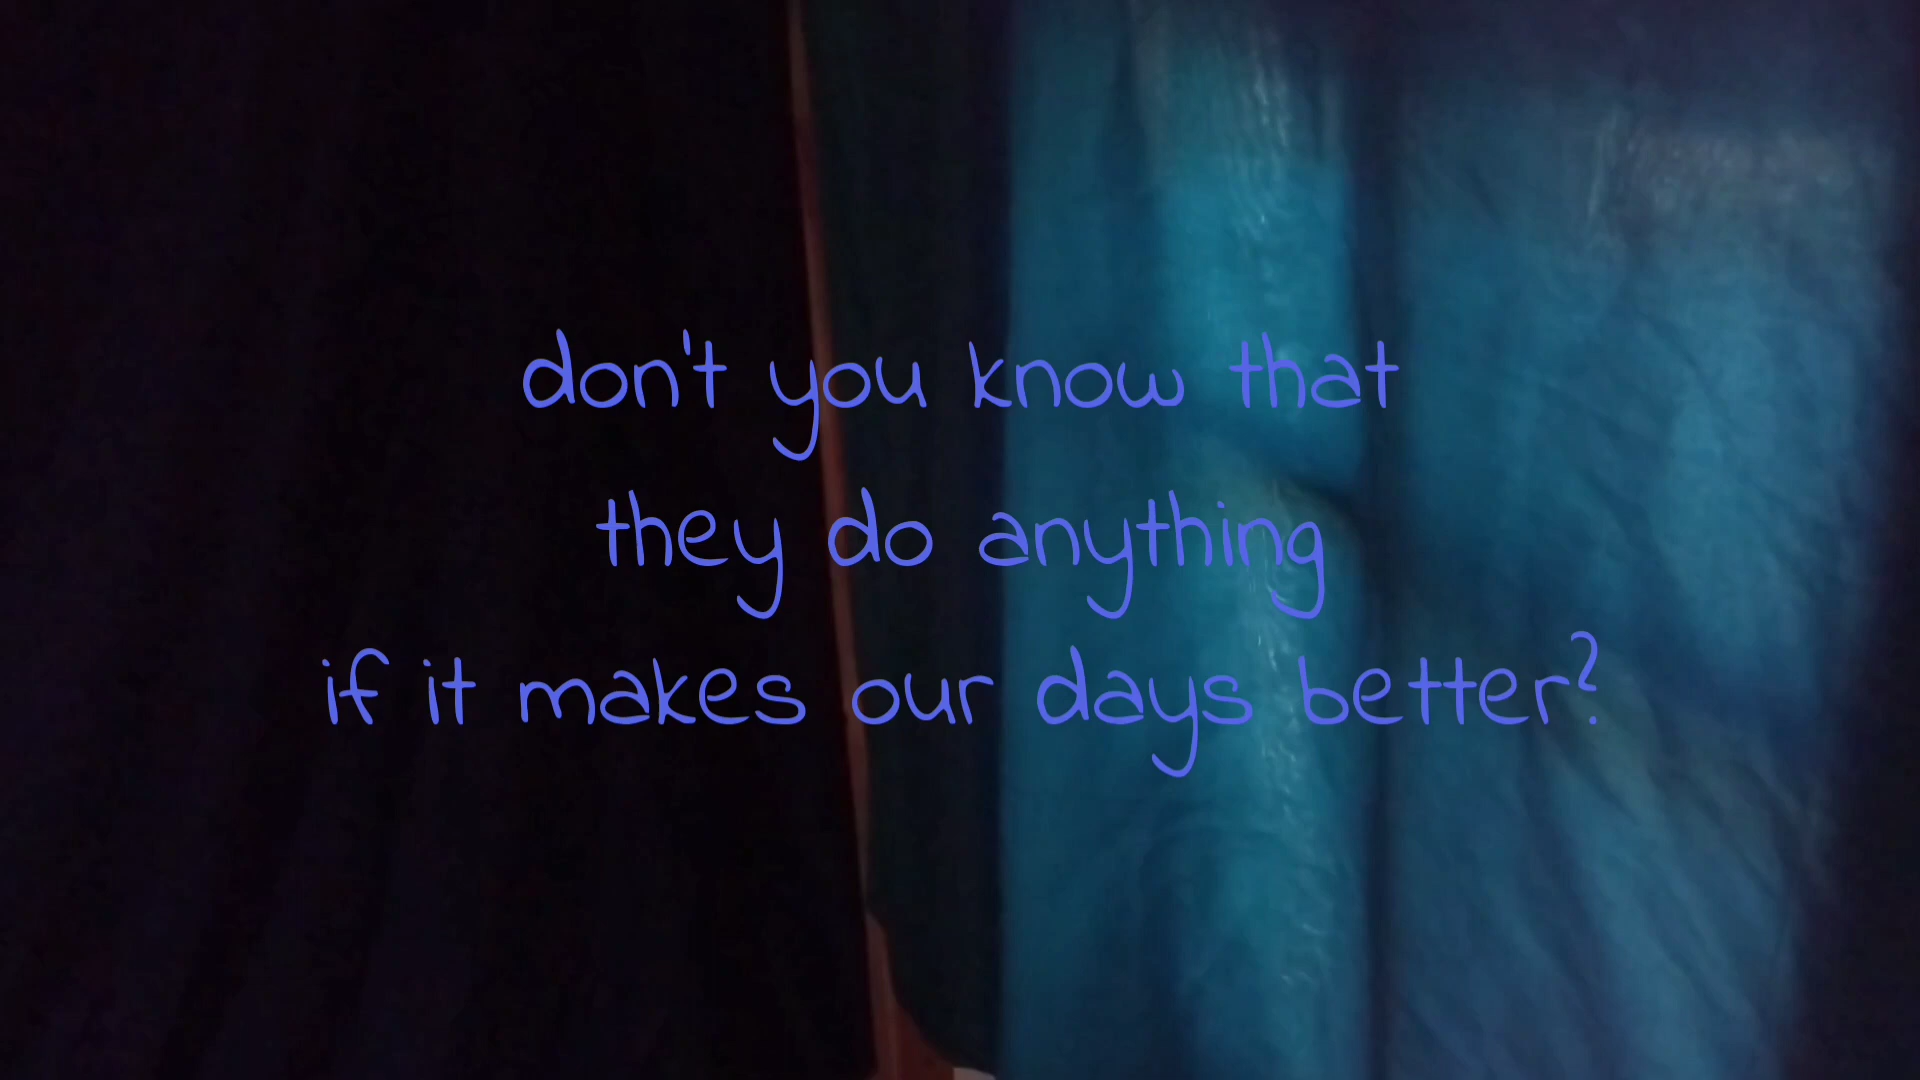 don't you know that
they do anything
if it makes our days better?